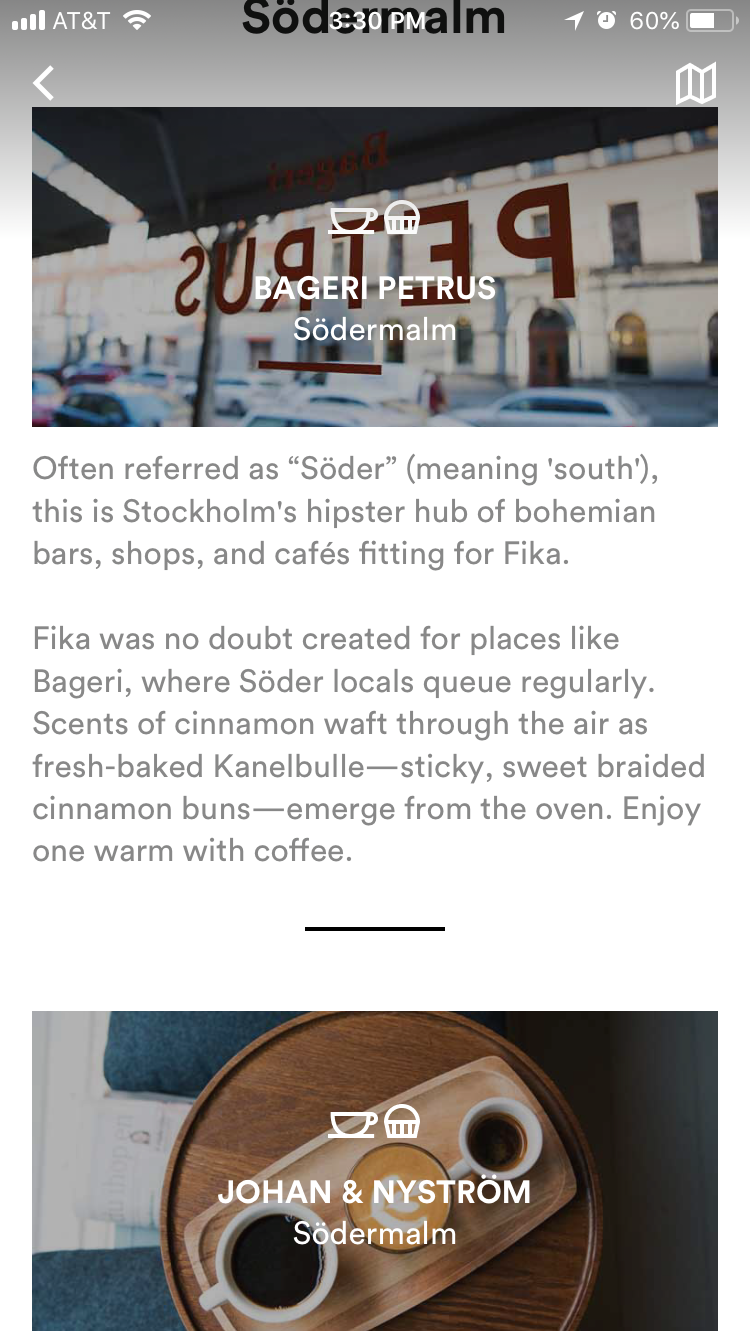 Södermalm
AT&T 3:30 PM 60%
Bageri
PETRUS
BAGERI PETRUS
Södermalm
Often referred as “Söder” (meaning 'south'),
this is Stockholm's hipster hub of bohemian
bars, shops, and cafés fitting for Fika.
Fika was no doubt created for places like
Bageri, where Söder locals queue regularly.
Scents of cinnamon waft through the air as
fresh-baked Kanelbulle—sticky, sweet braided
cinnamon buns—emerge from the oven. Enjoy
one warm with coffee.
JOHAN & NYSTRÖM
Södermalm